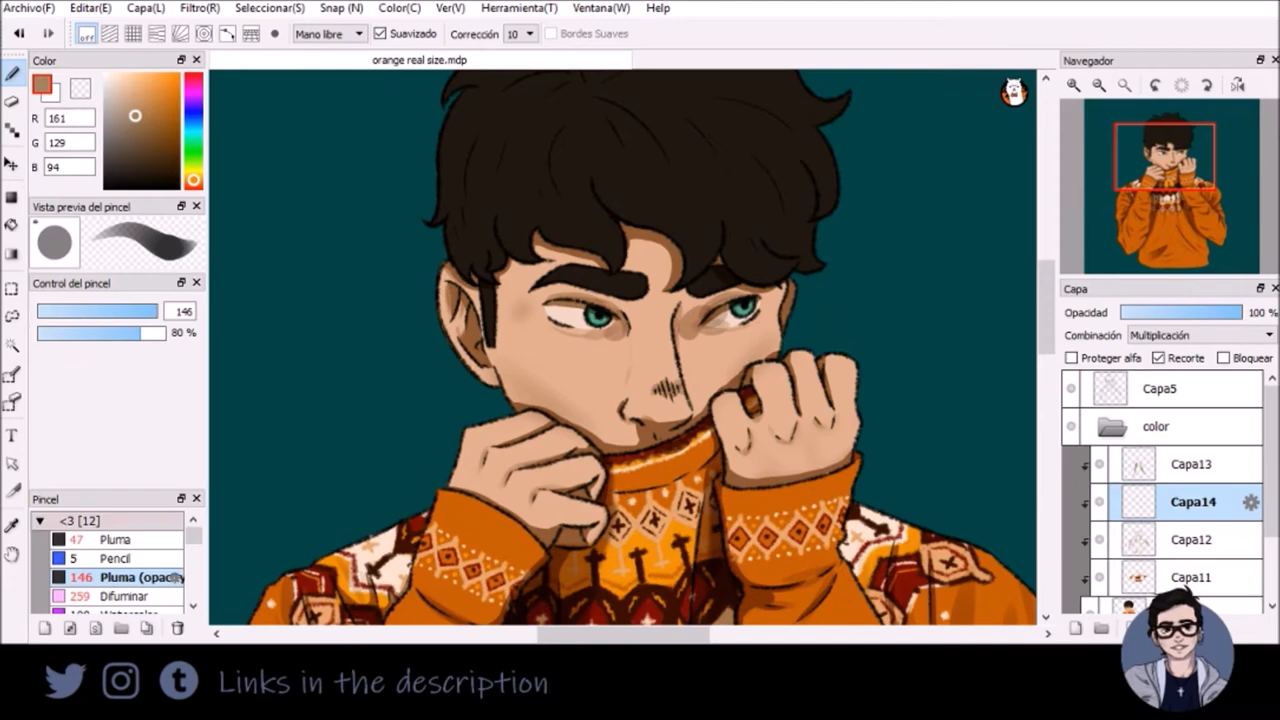 Archivo(F) Editar(E) Capa(L) Filtro(R) Seleccionar(S) Snap (N) Color(C) Ver(V) Herramienta(T) Ventana(W) Help
off Mano libre Suavizado Corrección 10 Bordes Suaves
Color
orange real size.mdp
Navegador
R 161
G 129
B 94
Vista previa del pincel
Control del pincel
146
80 %
Capa
Opacidad 100 %
Combinación Multiplicación
Proteger alfa Recorte Bloquear
Capa5
color
Capa13
Capa14
Capa12
Capa11
Pincel
<3 [12]
47 Pluma
5 Pencil
146 Pluma (opacity
259 Difuminar
Links in the description